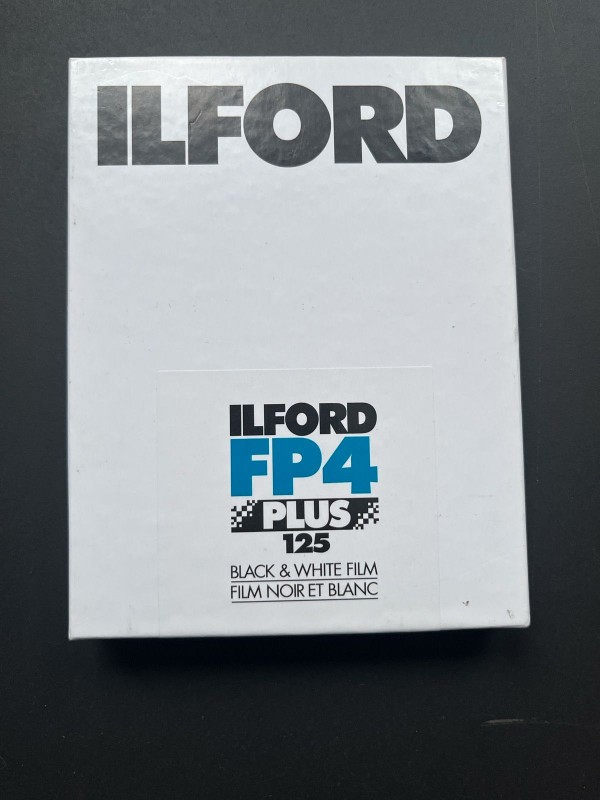 ILFORD
ILFORD
FP4
PLUS
125
BLACK & WHITE FILM
FILM NOIR ET BLANC